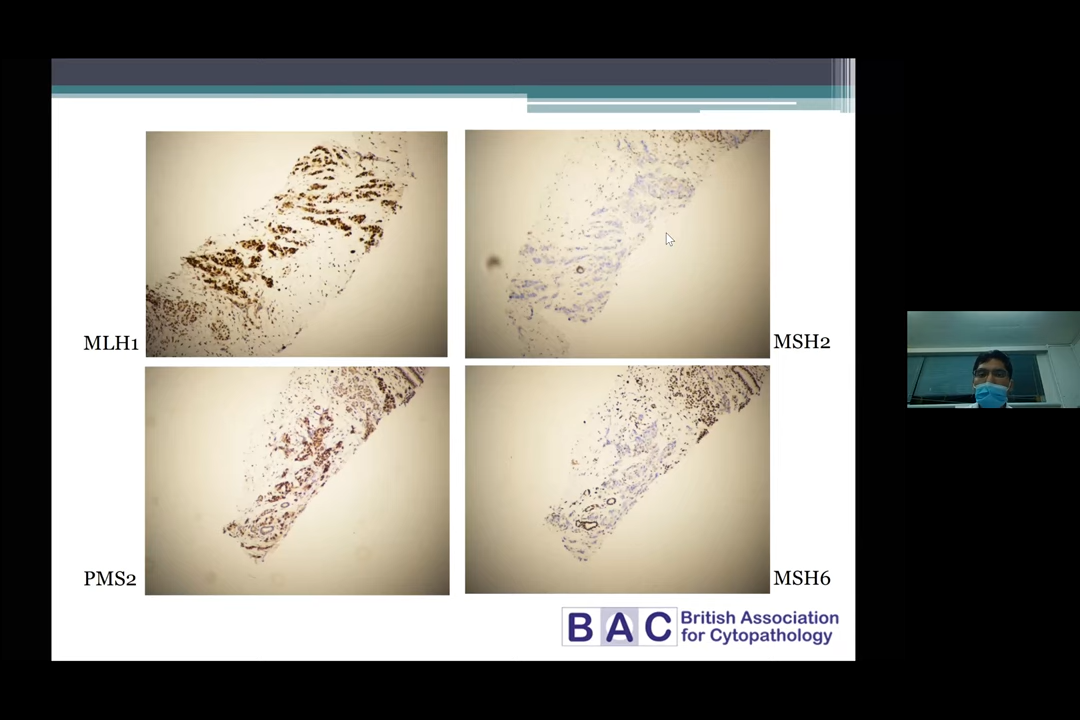 MLH1
MSH2
PMS2
MSH6
BAC British Association
for Cytopathology